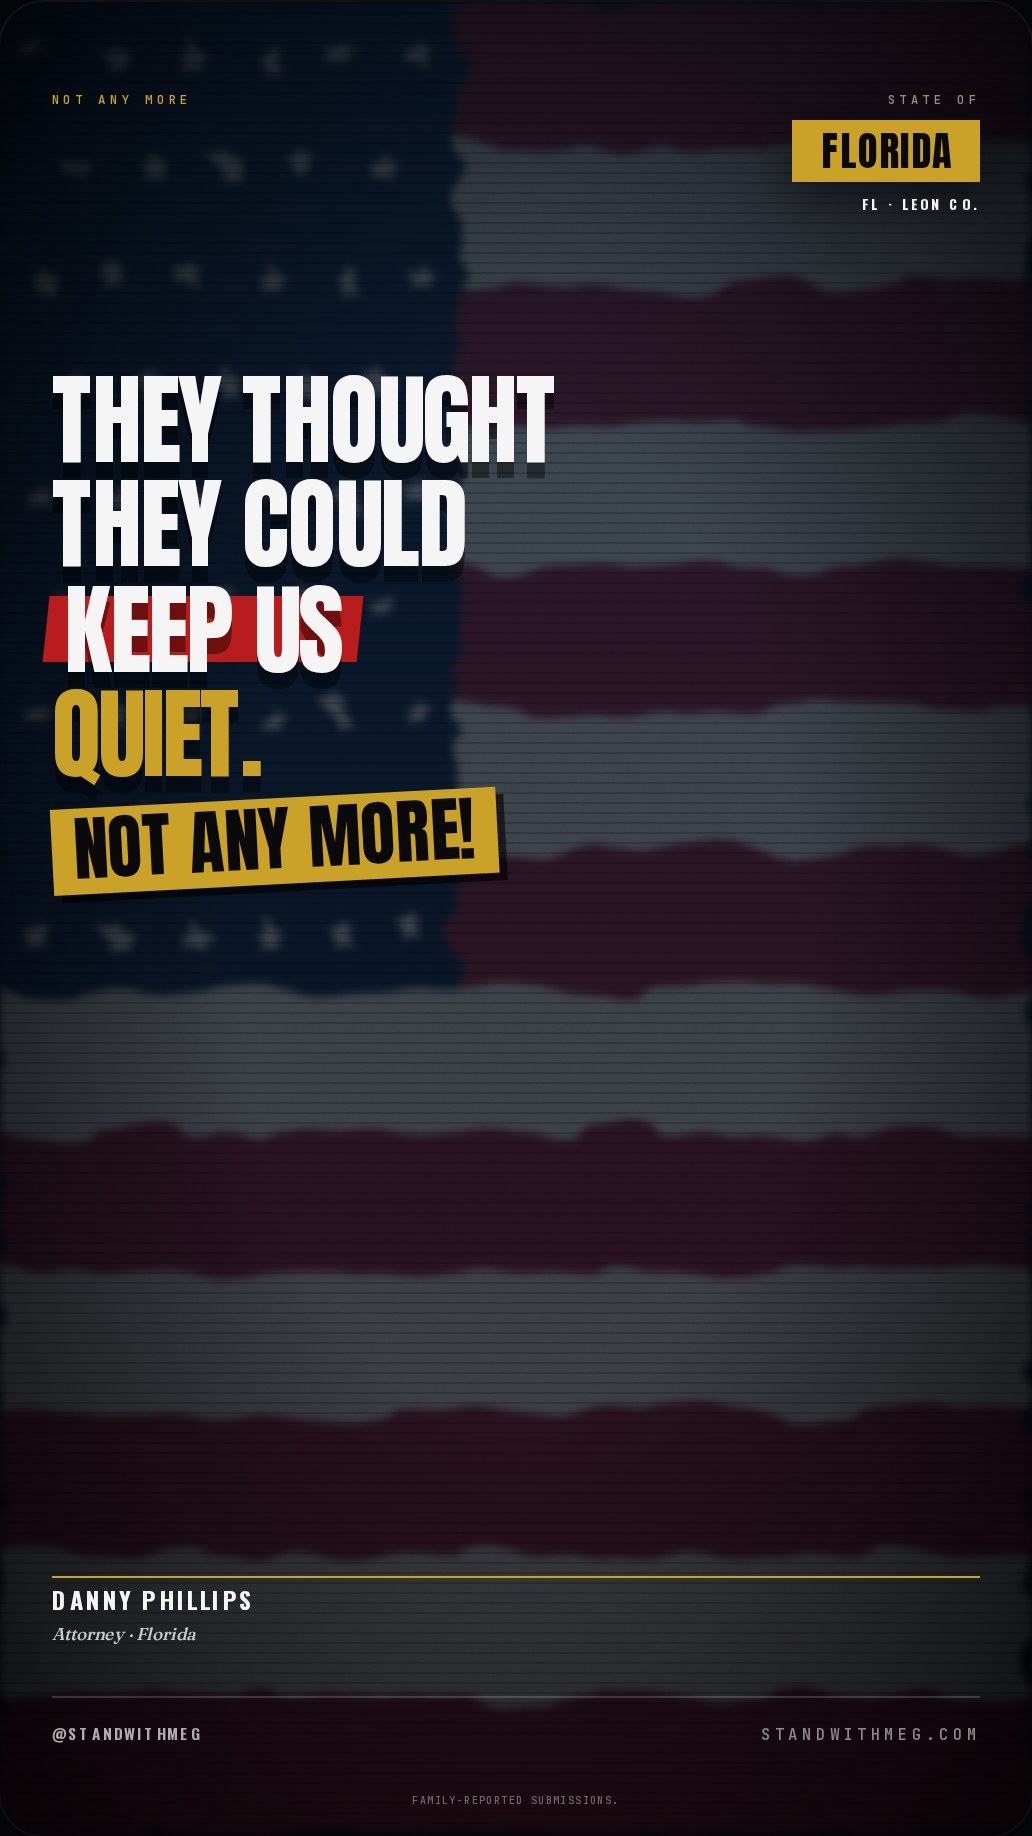 NOT ANY MORE
STATE OF
FLORIDA
FL · LEON CO.
THEY THOUGHT
THEY COULD
KEEP US
QUIET.
NOT ANY MORE!
DANNY PHILLIPS
Attorney · Florida
@STANDWITHMEG
STANDWITHMEG.COM
FAMILY-REPORTED SUBMISSIONS.